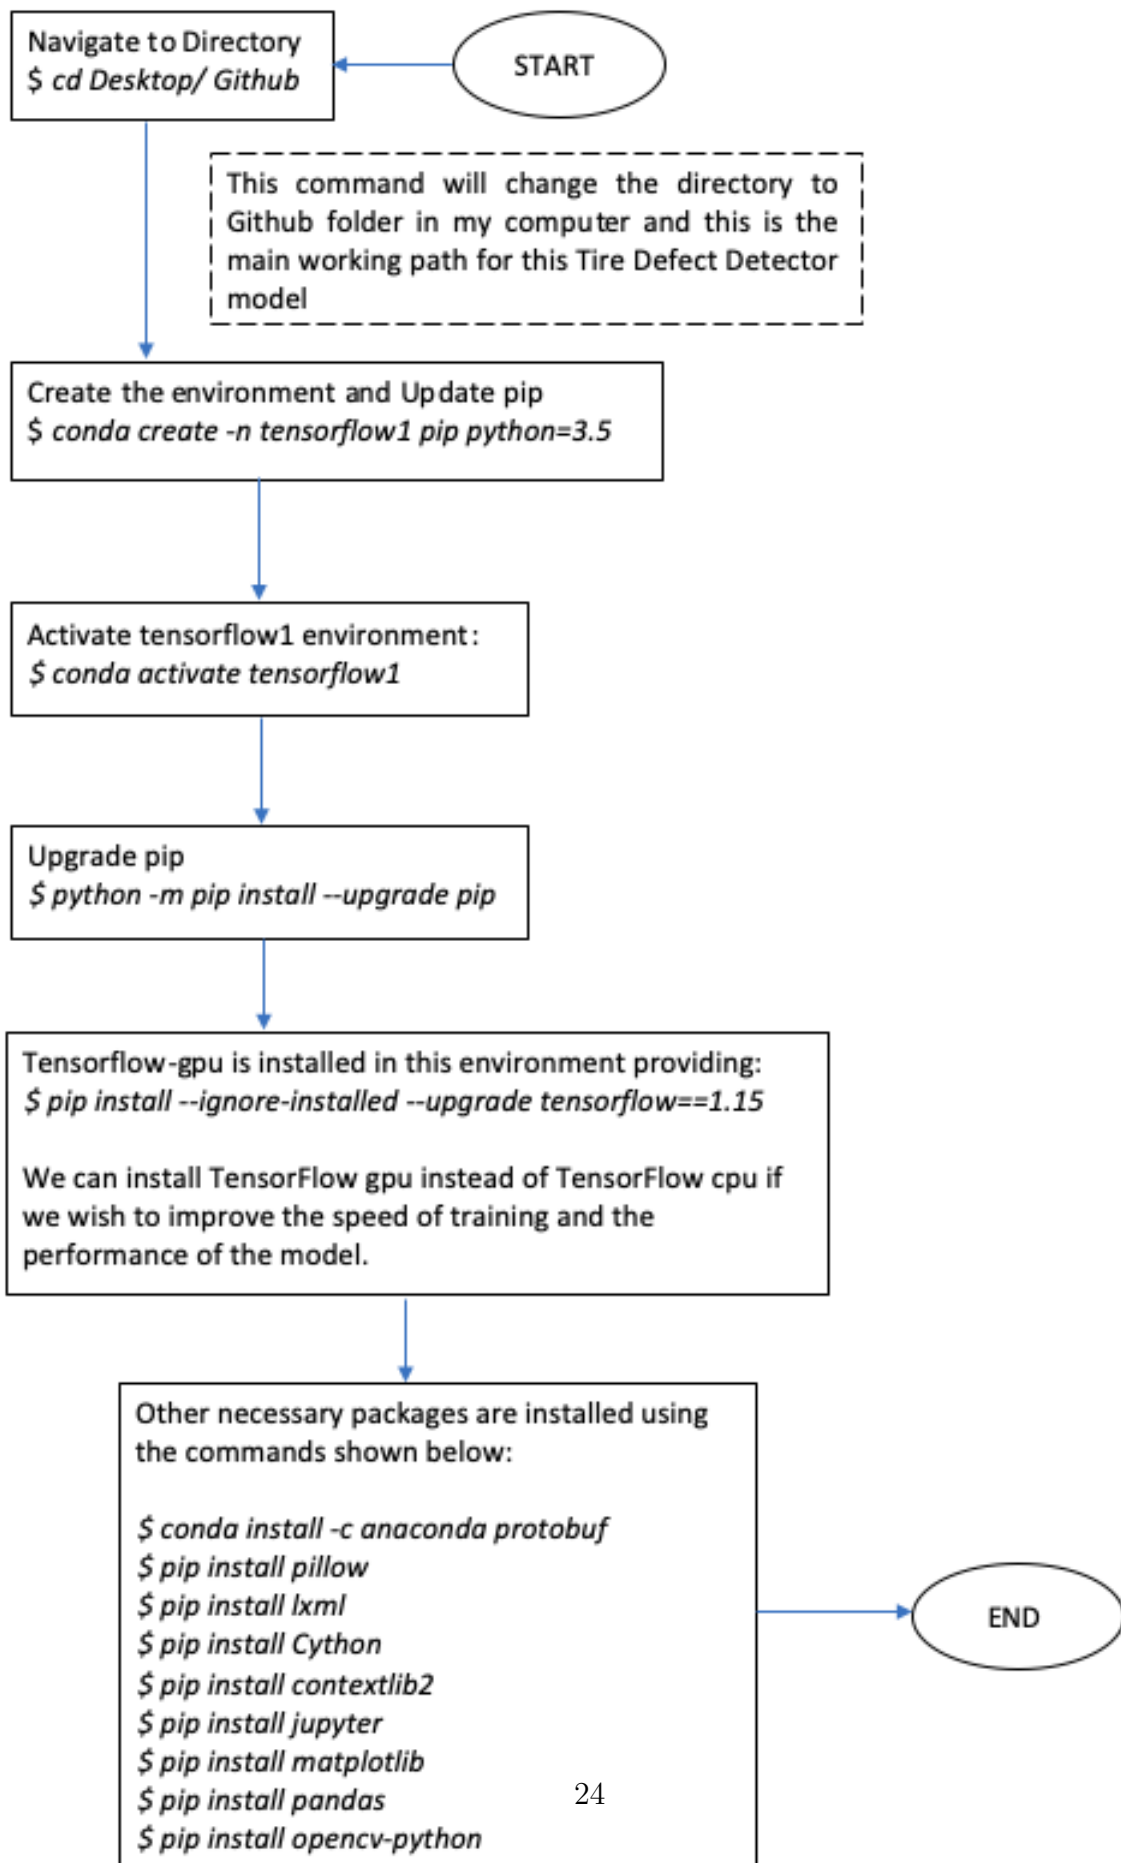 START
Navigate to Directory
$ cd Desktop/ Github
This command will change the directory to
Github folder in my computer and this is the
main working path for this Tire Defect Detector
model
Create the environment and Update pip
$ conda create -n tensorflow1 pip python=3.5
Activate tensorflow1 environment:
$ conda activate tensorflow1
Upgrade pip
$ python -m pip install --upgrade pip
Tensorflow-gpu is installed in this environment providing:
$ pip install --ignore-installed --upgrade tensorflow==1.15
We can install TensorFlow gpu instead of TensorFlow cpu if
we wish to improve the speed of training and the
performance of the model.
Other necessary packages are installed using
the commands shown below:
$ conda install -c anaconda protobuf
$ pip install pillow
$ pip install lxml
$ pip install Cython
$ pip install contextlib2
$ pip install jupyter
$ pip install matplotlib
$ pip install pandas
$ pip install opencv-python
END
24